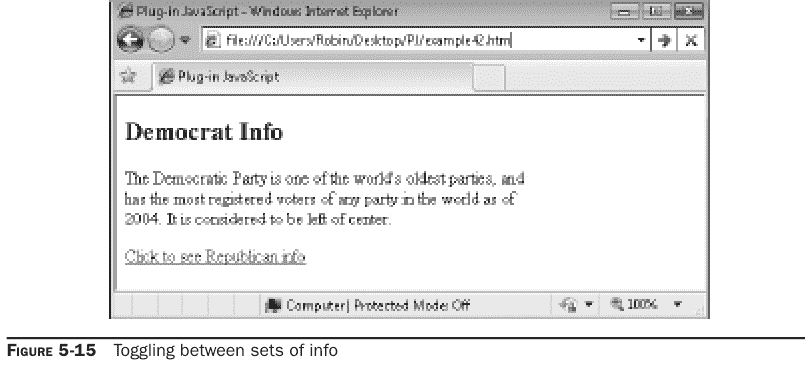 Plug-in JavaScript - Windows Internet Explorer
file:///C:/Users/Robin/Desktop/PJ/example42.htm
Plug-in JavaScript
Democrat Info
The Democratic Party is one of the world's oldest parties, and
has the most registered voters of any party in the world as of
2004. It is considered to be left of center.
Click to see Republican info
Computer | Protected Mode: Off
100%
FIGURE 5-15 Toggling between sets of info